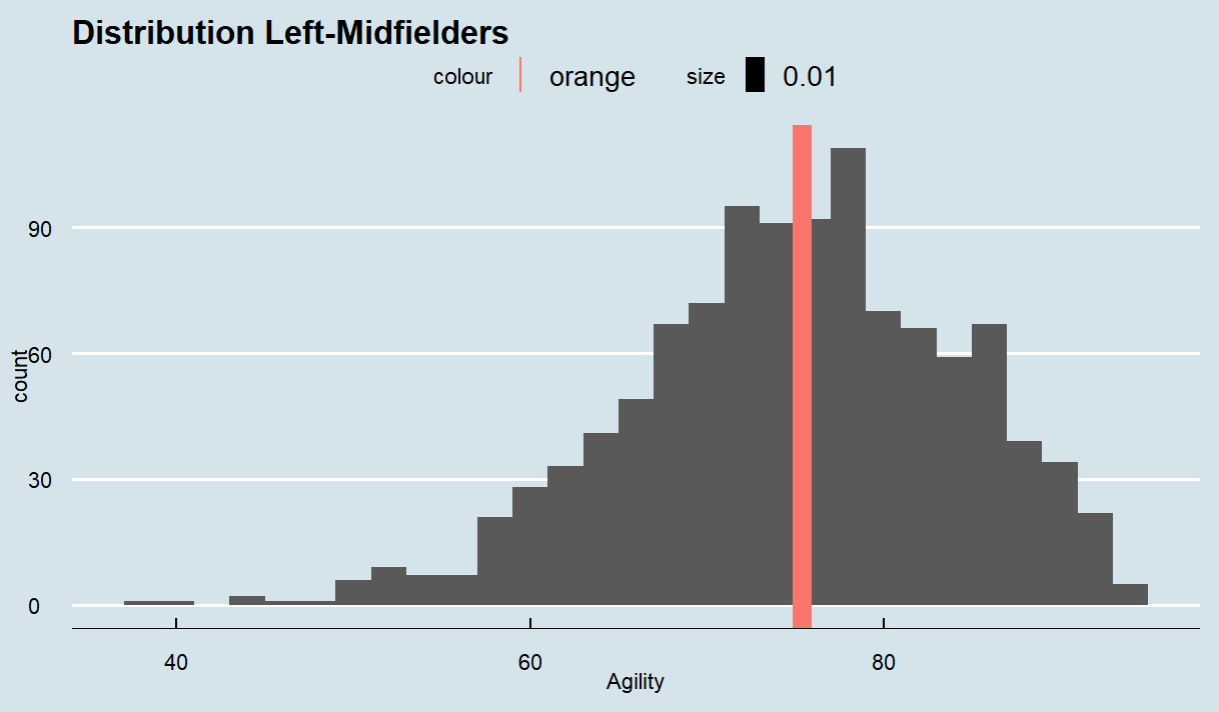 Distribution Left-Midfielders
colour orange size 0.01
90
60
30
0
count
40 60 80
Agility